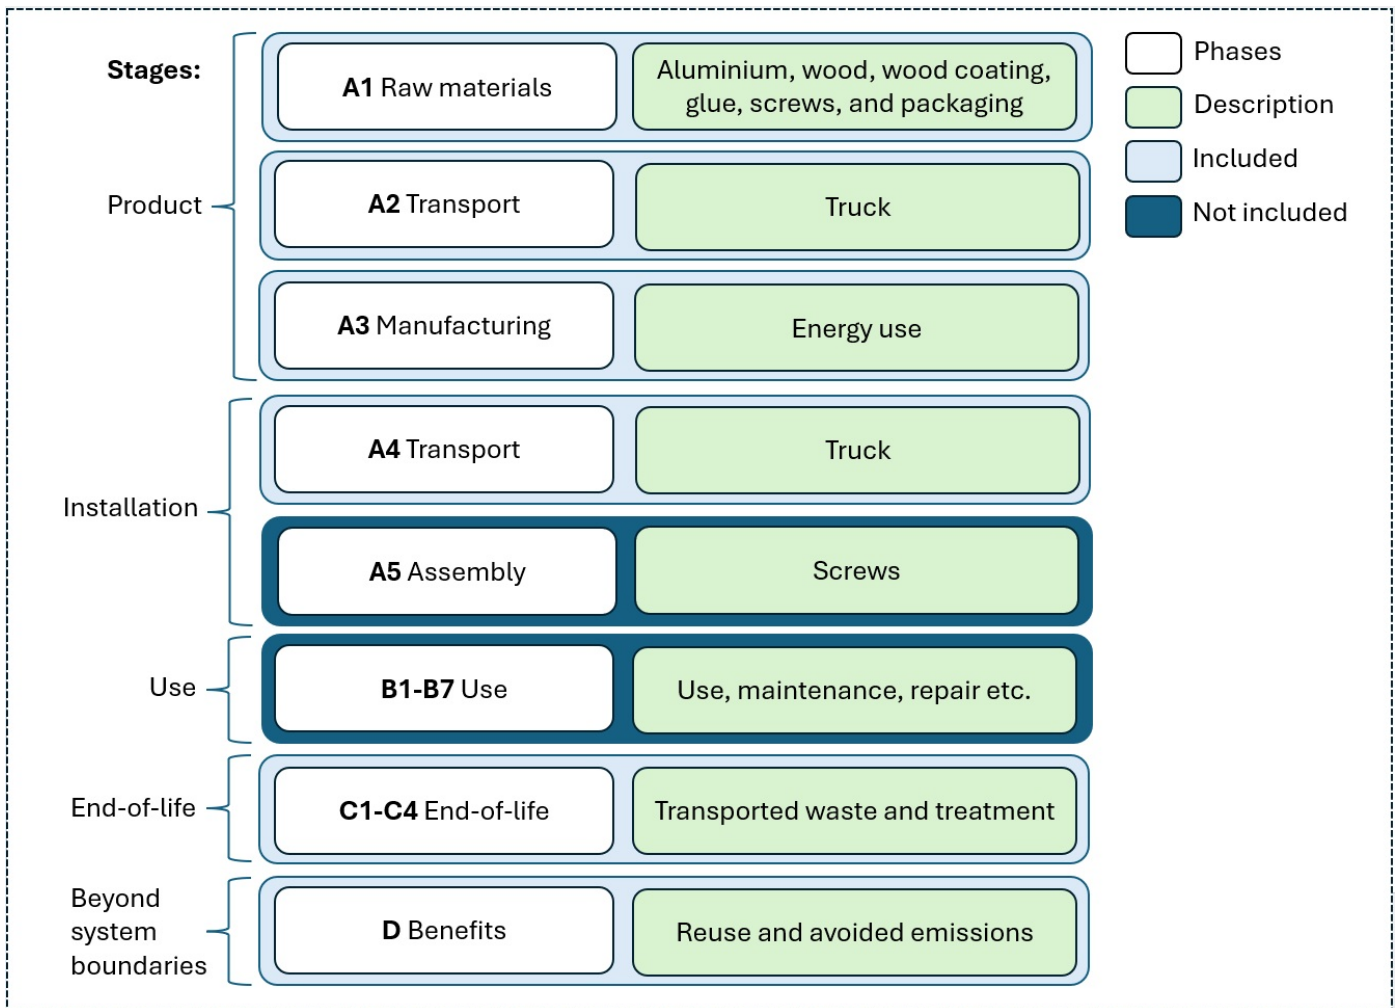 Stages:
A1 Raw materials
Aluminium, wood, wood coating,
glue, screws, and packaging
Phases
Description
Included
Not included
Product
A2 Transport
Truck
A3 Manufacturing
Energy use
Installation
A4 Transport
Truck
A5 Assembly
Screws
Use
B1-B7 Use
Use, maintenance, repair etc.
End-of-life
C1-C4 End-of-life
Transported waste and treatment
Beyond
system
boundaries
D Benefits
Reuse and avoided emissions